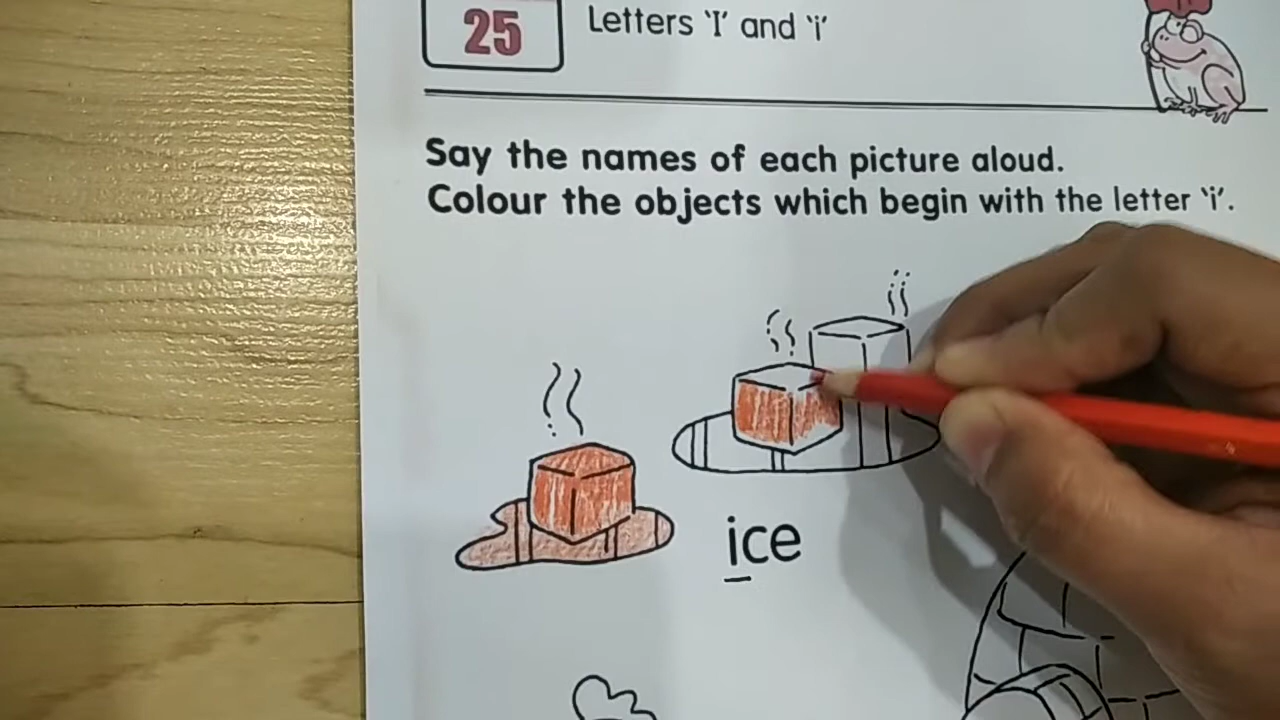 25
Letters 'I' and 'i'
Say the names of each picture aloud.
Colour the objects which begin with the letter 'i'.
ice